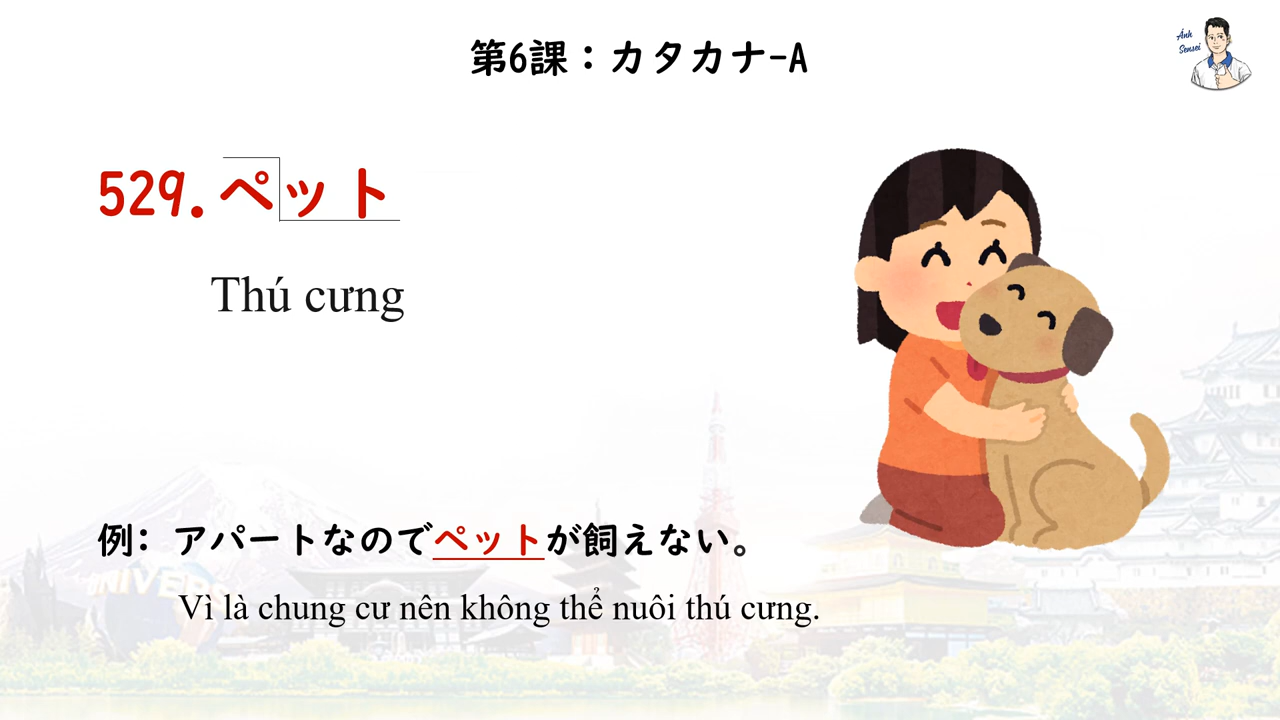 第6課：カタカナ-A
Anh
Sensei
529. ペット
Thú cưng
例：アパートなのでペットが飼えない。
Vì là chung cư nên không thể nuôi thú cưng.
UNIVERS